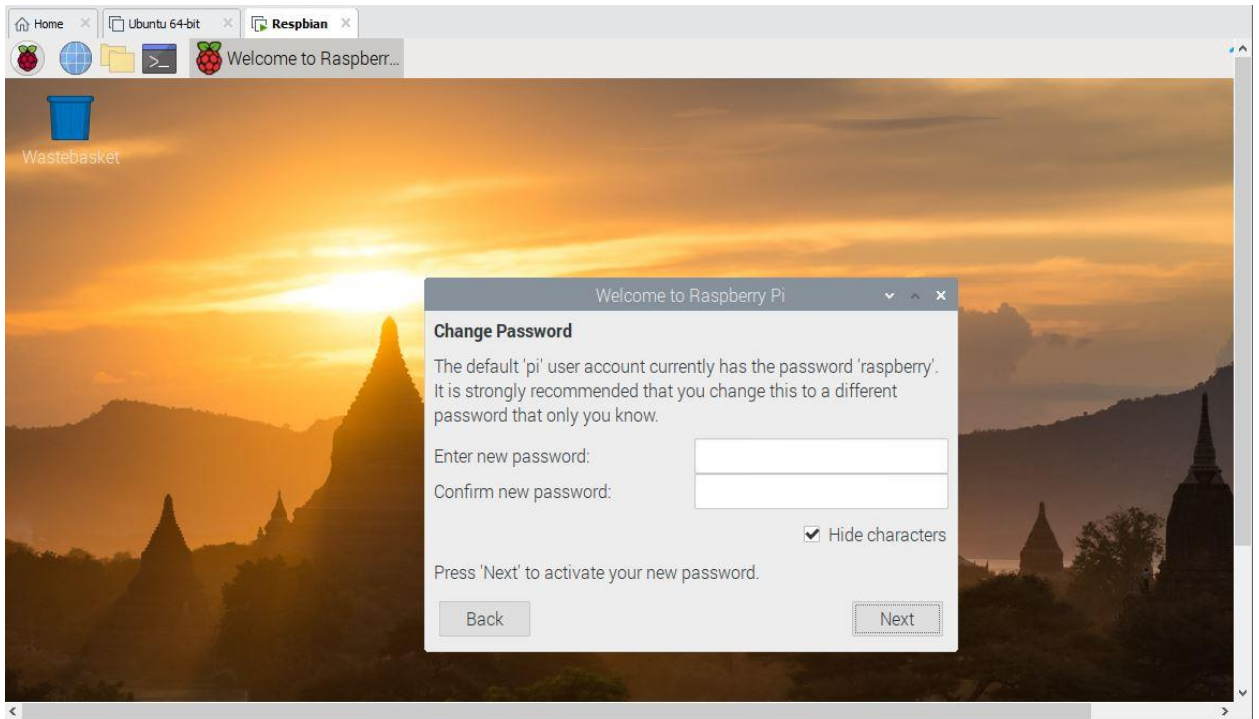 Home
Ubuntu 64-bit
Respbian
>_
Welcome to Raspberr...
Wastebasket
Welcome to Raspberry Pi
Change Password
The default 'pi' user account currently has the password 'raspberry'.
It is strongly recommended that you change this to a different
password that only you know.
Enter new password:
Confirm new password:
Hide characters
Press 'Next' to activate your new password.
Back
Next